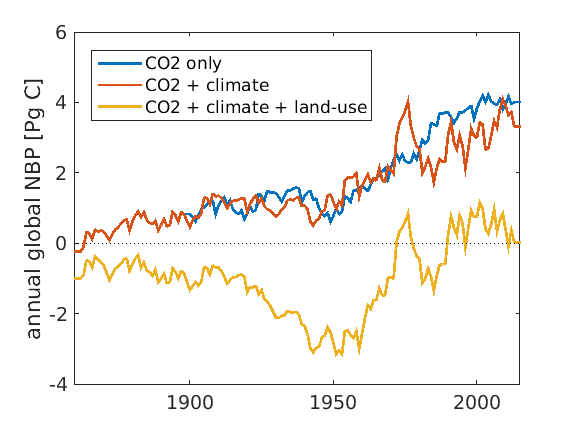 6
4
2
0
-2
-4
annual global NBP [Pg C]
CO2 only
CO2 + climate
CO2 + climate + land-use
1900
1950
2000